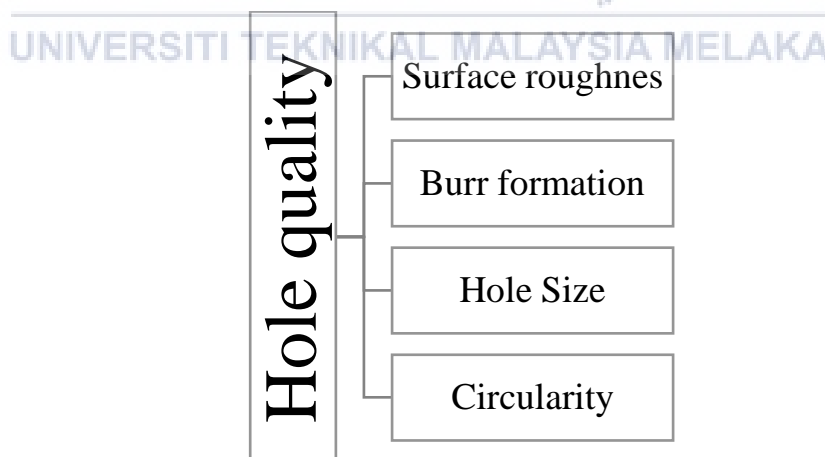 UNIVERSITI TEKNIKAL MALAYSIA MELAKA
Hole quality
Surface roughnes
Burr formation
Hole Size
Circularity